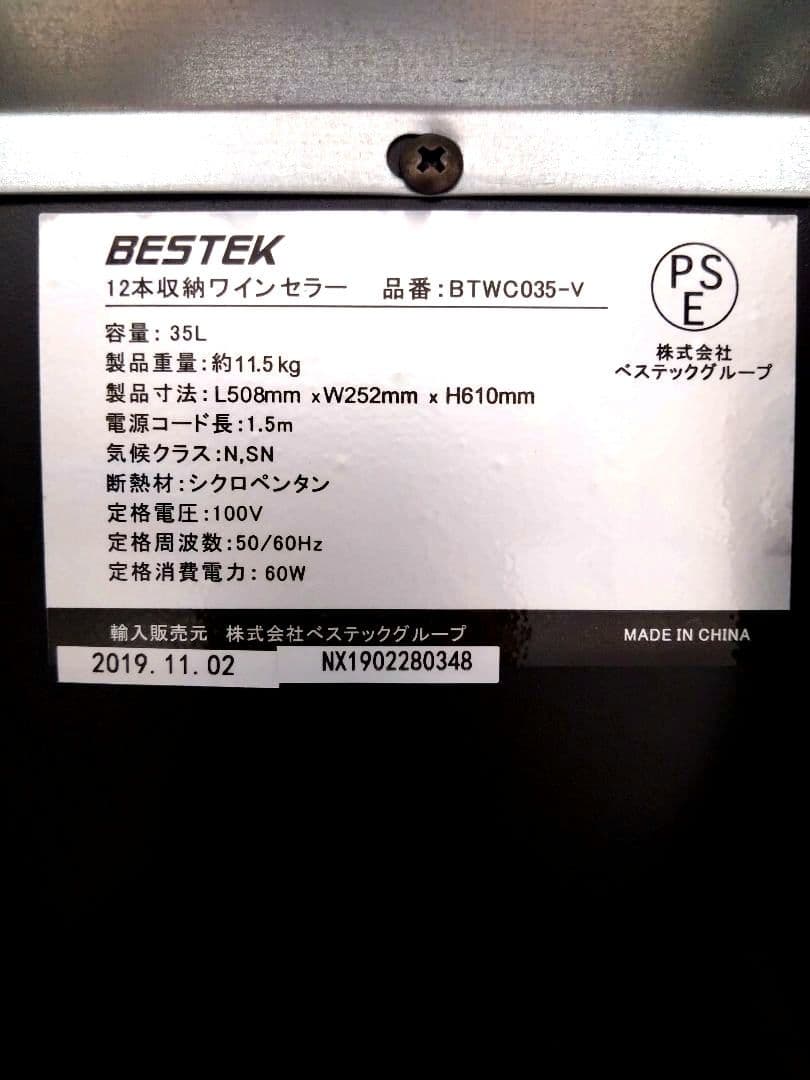 BESTEK
12本収納ワインセラー 品番:BTWC035-V
PS
E
株式会社
ベステックグループ
容量: 35L
製品重量:約11.5kg
製品寸法: L508mm xW252mm x H610mm
電源コード長:1.5m
気候クラス:N,SN
断熱材:シクロペンタン
定格電圧:100V
定格周波数:50/60Hz
定格消費電力: 60W
輸入販売元 株式会社ベステックグループ MADE IN CHINA
2019.11.02 NX1902280348